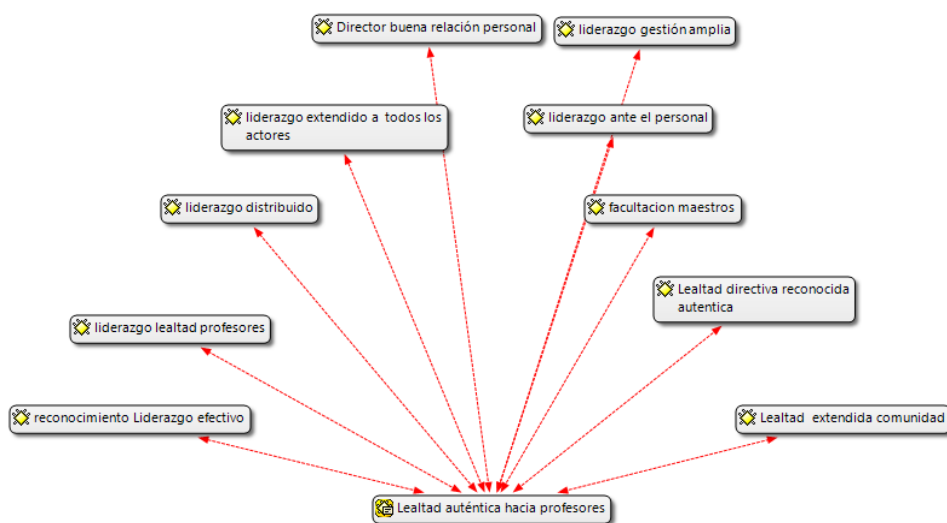 Director buena relación personal
liderazgo gestión amplia
liderazgo extendido a todos los
actores
liderazgo ante el personal
liderazgo distribuido
facultacion maestros
Lealtad directiva reconocida
autentica
liderazgo lealtad profesores
reconocimiento Liderazgo efectivo
Lealtad extendida comunidad
Lealtad auténtica hacia profesores